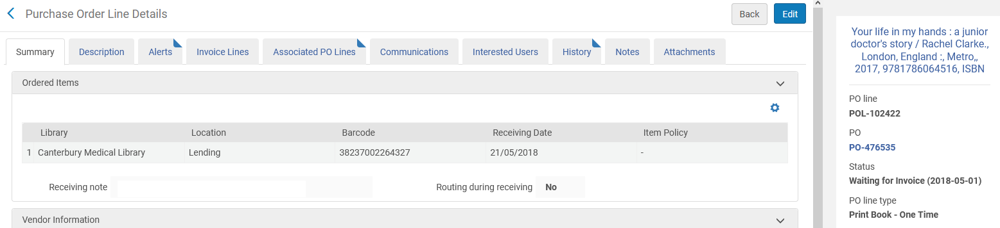 Purchase Order Line Details
Back
Edit
Summary
Description
Alerts
Invoice Lines
Associated PO Lines
Communications
Interested Users
History
Notes
Attachments
Ordered Items
Library Location Barcode Receiving Date Item Policy
1 Canterbury Medical Library Lending 38237002264327 21/05/2018 -
Receiving note
Routing during receiving No
Vendor Information
Your life in my hands : a junior
doctor's story / Rachel Clarke.,
London, England :, Metro,,
2017, 9781786064516, ISBN
PO line
POL-102422
PO
PO-476535
Status
Waiting for Invoice (2018-05-01)
PO line type
Print Book - One Time